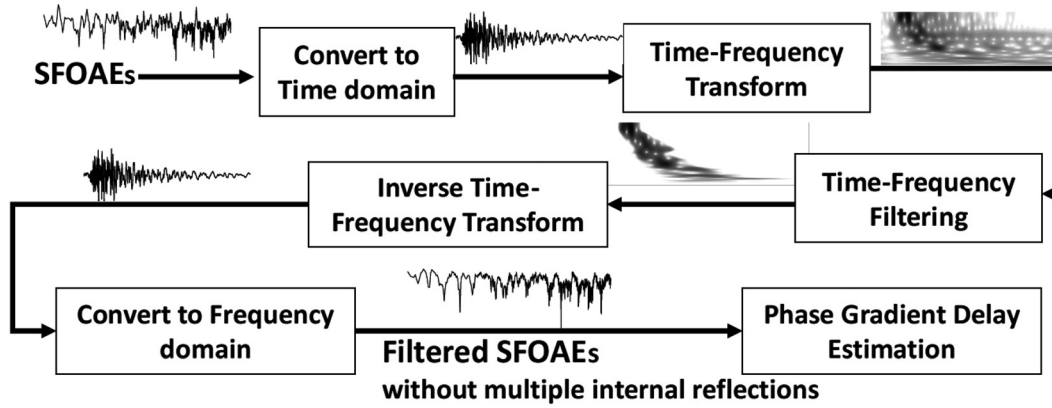 SFOAEs
Convert to
Time domain
Time-Frequency
Transform
Time-Frequency
Filtering
Inverse Time-
Frequency Transform
Convert to Frequency
domain
Filtered SFOAEs
without multiple internal reflections
Phase Gradient Delay
Estimation